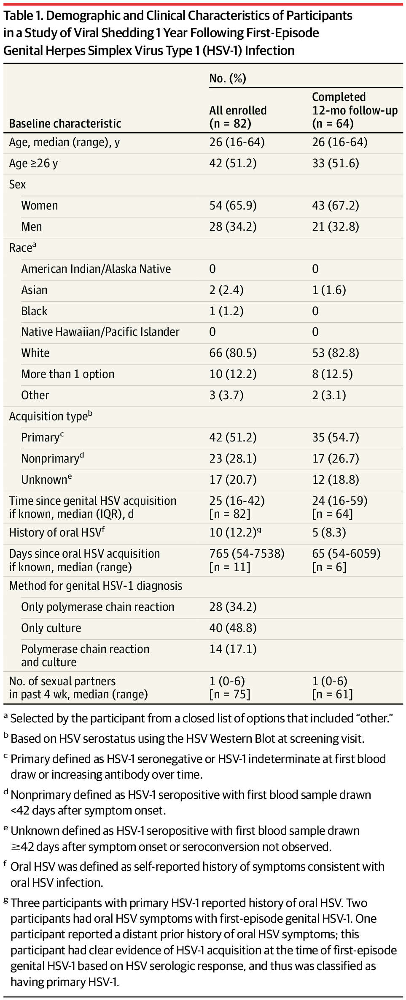 Table 1. Demographic and Clinical Characteristics of Participants
in a Study of Viral Shedding 1 Year Following First-Episode
Genital Herpes Simplex Virus Type 1 (HSV-1) Infection
No. (%)
Baseline characteristic All enrolled (n = 82) Completed 12-mo follow-up (n = 64)
Age, median (range), y 26 (16-64) 26 (16-64)
Age ≥26 y 42 (51.2) 33 (51.6)
Sex
Women 54 (65.9) 43 (67.2)
Men 28 (34.2) 21 (32.8)
Raceᵃ
American Indian/Alaska Native 0 0
Asian 2 (2.4) 1 (1.6)
Black 1 (1.2) 0
Native Hawaiian/Pacific Islander 0 0
White 66 (80.5) 53 (82.8)
More than 1 option 10 (12.2) 8 (12.5)
Other 3 (3.7) 2 (3.1)
Acquisition typeᵇ
Primaryᶜ 42 (51.2) 35 (54.7)
Nonprimaryᵈ 23 (28.1) 17 (26.7)
Unknownᵉ 17 (20.7) 12 (18.8)
Time since genital HSV acquisition 25 (16-42) 24 (16-59)
if known, median (IQR), d [n = 82] [n = 64]
History of oral HSVᶠ 10 (12.2)ᵍ 5 (8.3)
Days since oral HSV acquisition 765 (54-7538) 65 (54-6059)
if known, median (range) [n = 11] [n = 6]
Method for genital HSV-1 diagnosis
Only polymerase chain reaction 28 (34.2)
Only culture 40 (48.8)
Polymerase chain reaction 14 (17.1)
and culture
No. of sexual partners 1 (0-6) 1 (0-6)
in past 4 wk, median (range) [n = 75] [n = 61]
ᵃ Selected by the participant from a closed list of options that included “other.”
ᵇ Based on HSV serostatus using the HSV Western Blot at screening visit.
ᶜ Primary defined as HSV-1 seronegative or HSV-1 indeterminate at first blood
draw or increasing antibody over time.
ᵈ Nonprimary defined as HSV-1 seropositive with first blood sample drawn
<42 days after symptom onset.
ᵉ Unknown defined as HSV-1 seropositive with first blood sample drawn
≥42 days after symptom onset or seroconversion not observed.
ᶠ Oral HSV was defined as self-reported history of symptoms consistent with
oral HSV infection.
ᵍ Three participants with primary HSV-1 reported history of oral HSV. Two
participants had oral HSV symptoms with first-episode genital HSV-1. One
participant reported a distant prior history of oral HSV symptoms; this
participant had clear evidence of HSV-1 acquisition at the time of first-episode
genital HSV-1 based on HSV serologic response, and thus was classified as
having primary HSV-1.